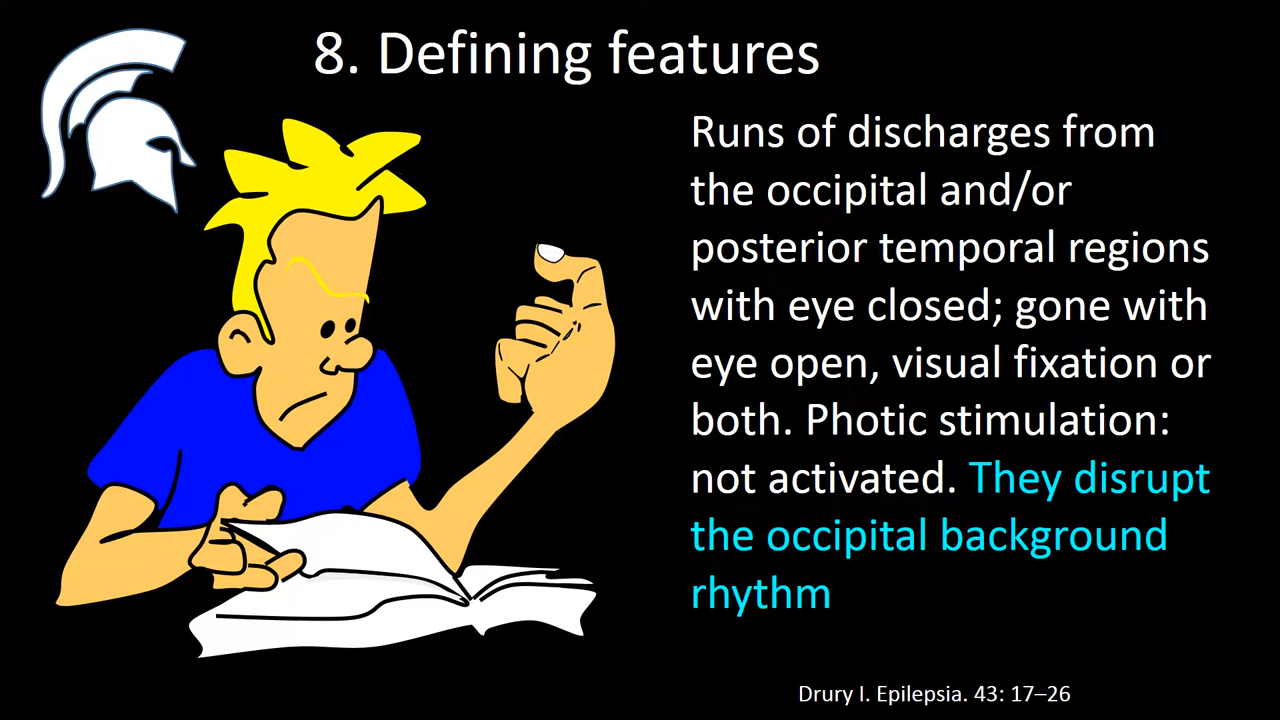 8. Defining features
Runs of discharges from
the occipital and/or
posterior temporal regions
with eye closed; gone with
eye open, visual fixation or
both. Photic stimulation:
not activated. They disrupt
the occipital background
rhythm
Drury I. Epilepsia. 43: 17–26